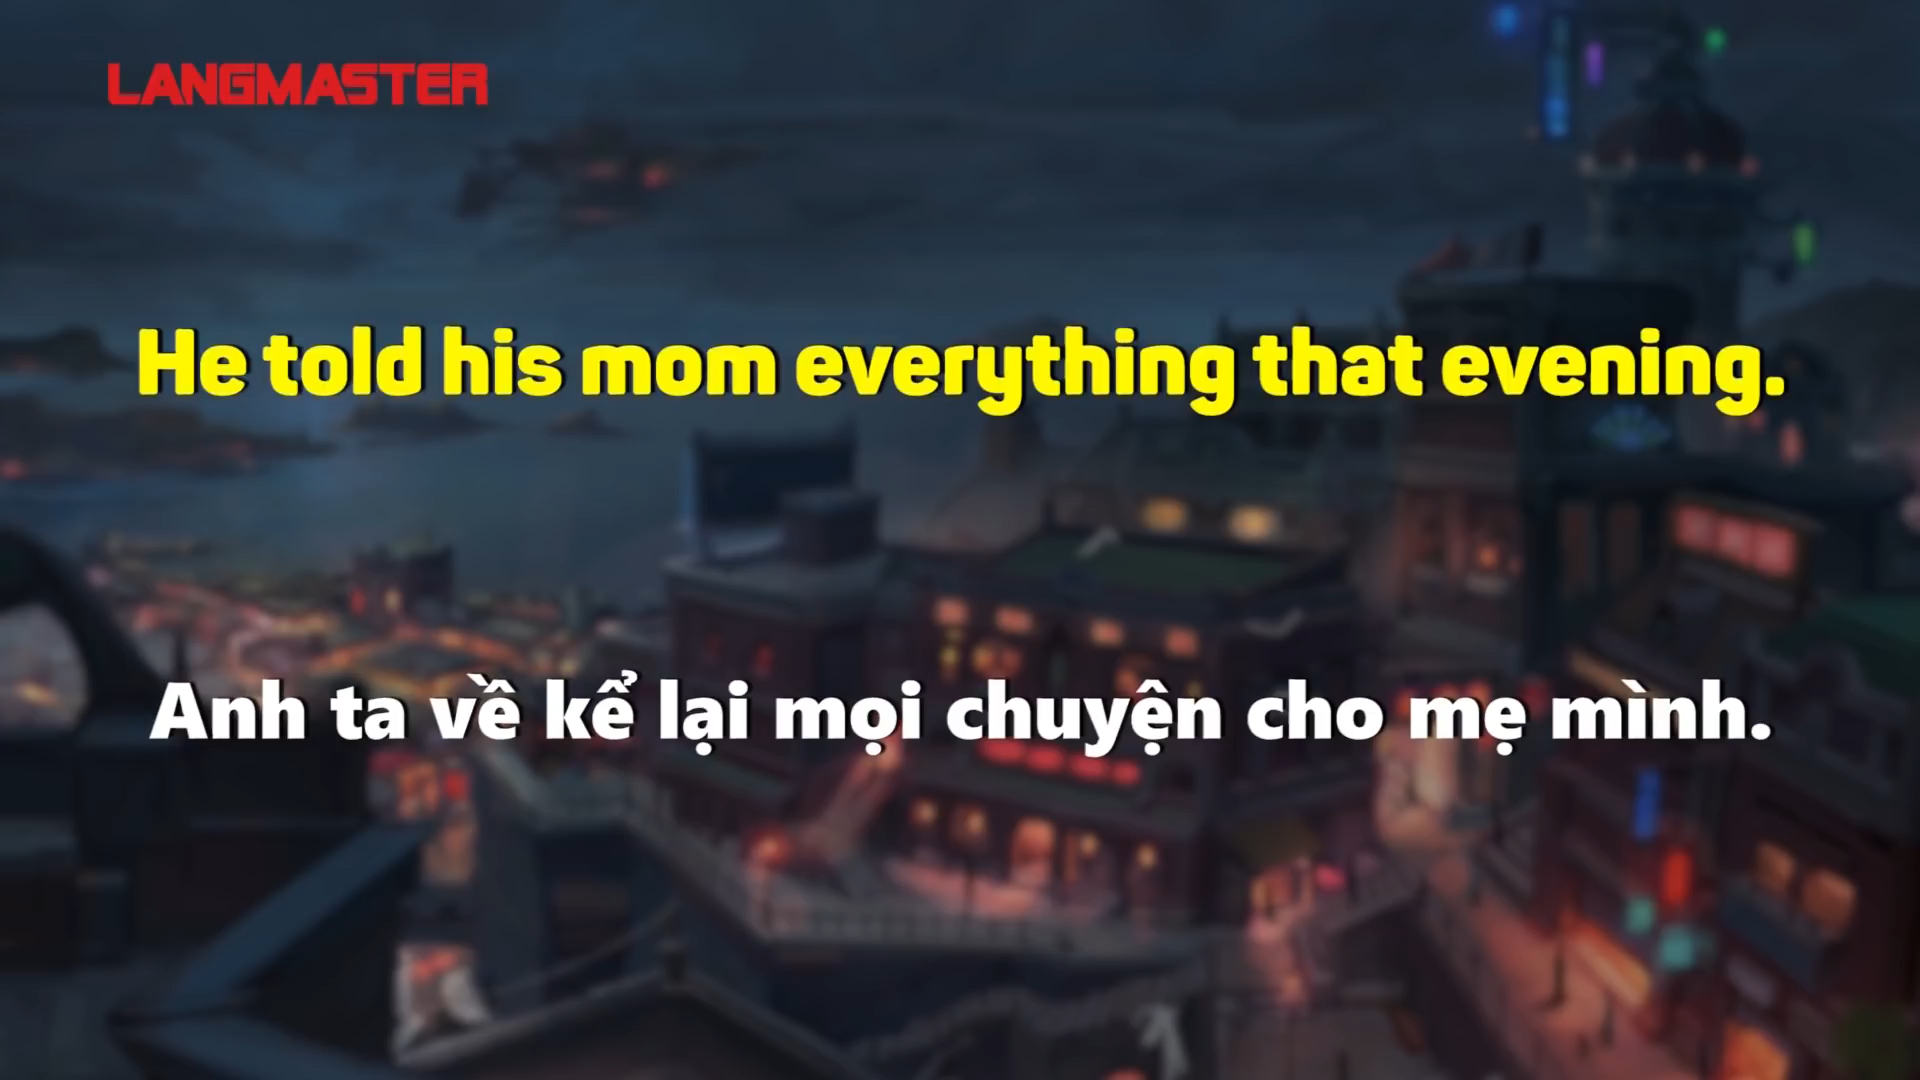 LANGMASTER
He told his mom everything that evening.
Anh ta về kể lại mọi chuyện cho mẹ mình.